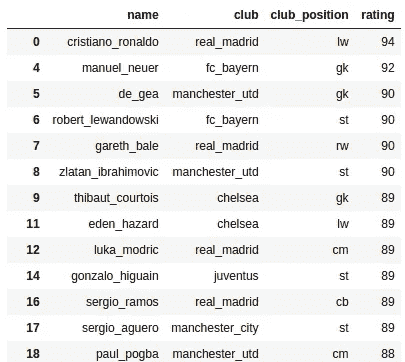 name club club_position rating
0 cristiano_ronaldo real_madrid lw 94
4 manuel_neuer fc_bayern gk 92
5 de_gea manchester_utd gk 90
6 robert_lewandowski fc_bayern st 90
7 gareth_bale real_madrid rw 90
8 zlatan_ibrahimovic manchester_utd st 90
9 thibaut_courtois chelsea gk 89
11 eden_hazard chelsea lw 89
12 luka_modric real_madrid cm 89
14 gonzalo_higuain juventus st 89
16 sergio_ramos real_madrid cb 89
17 sergio_aguero manchester_city st 89
18 paul_pogba manchester_utd cm 88